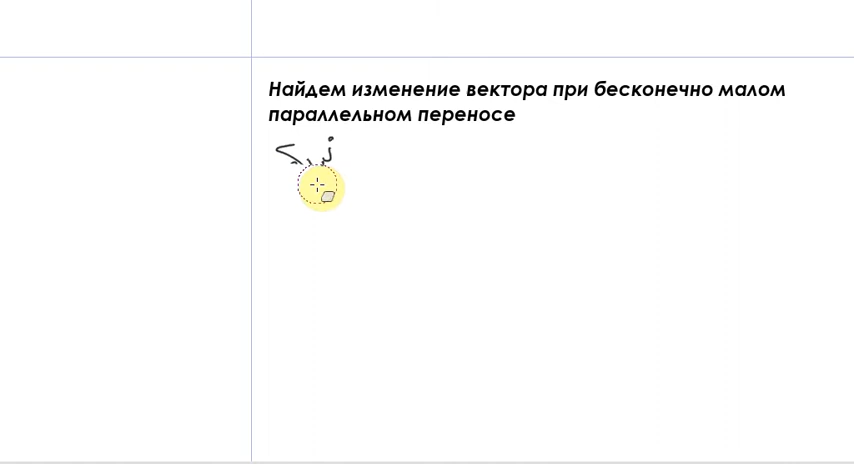 Найдем изменение вектора при бесконечно малом
параллельном переносе